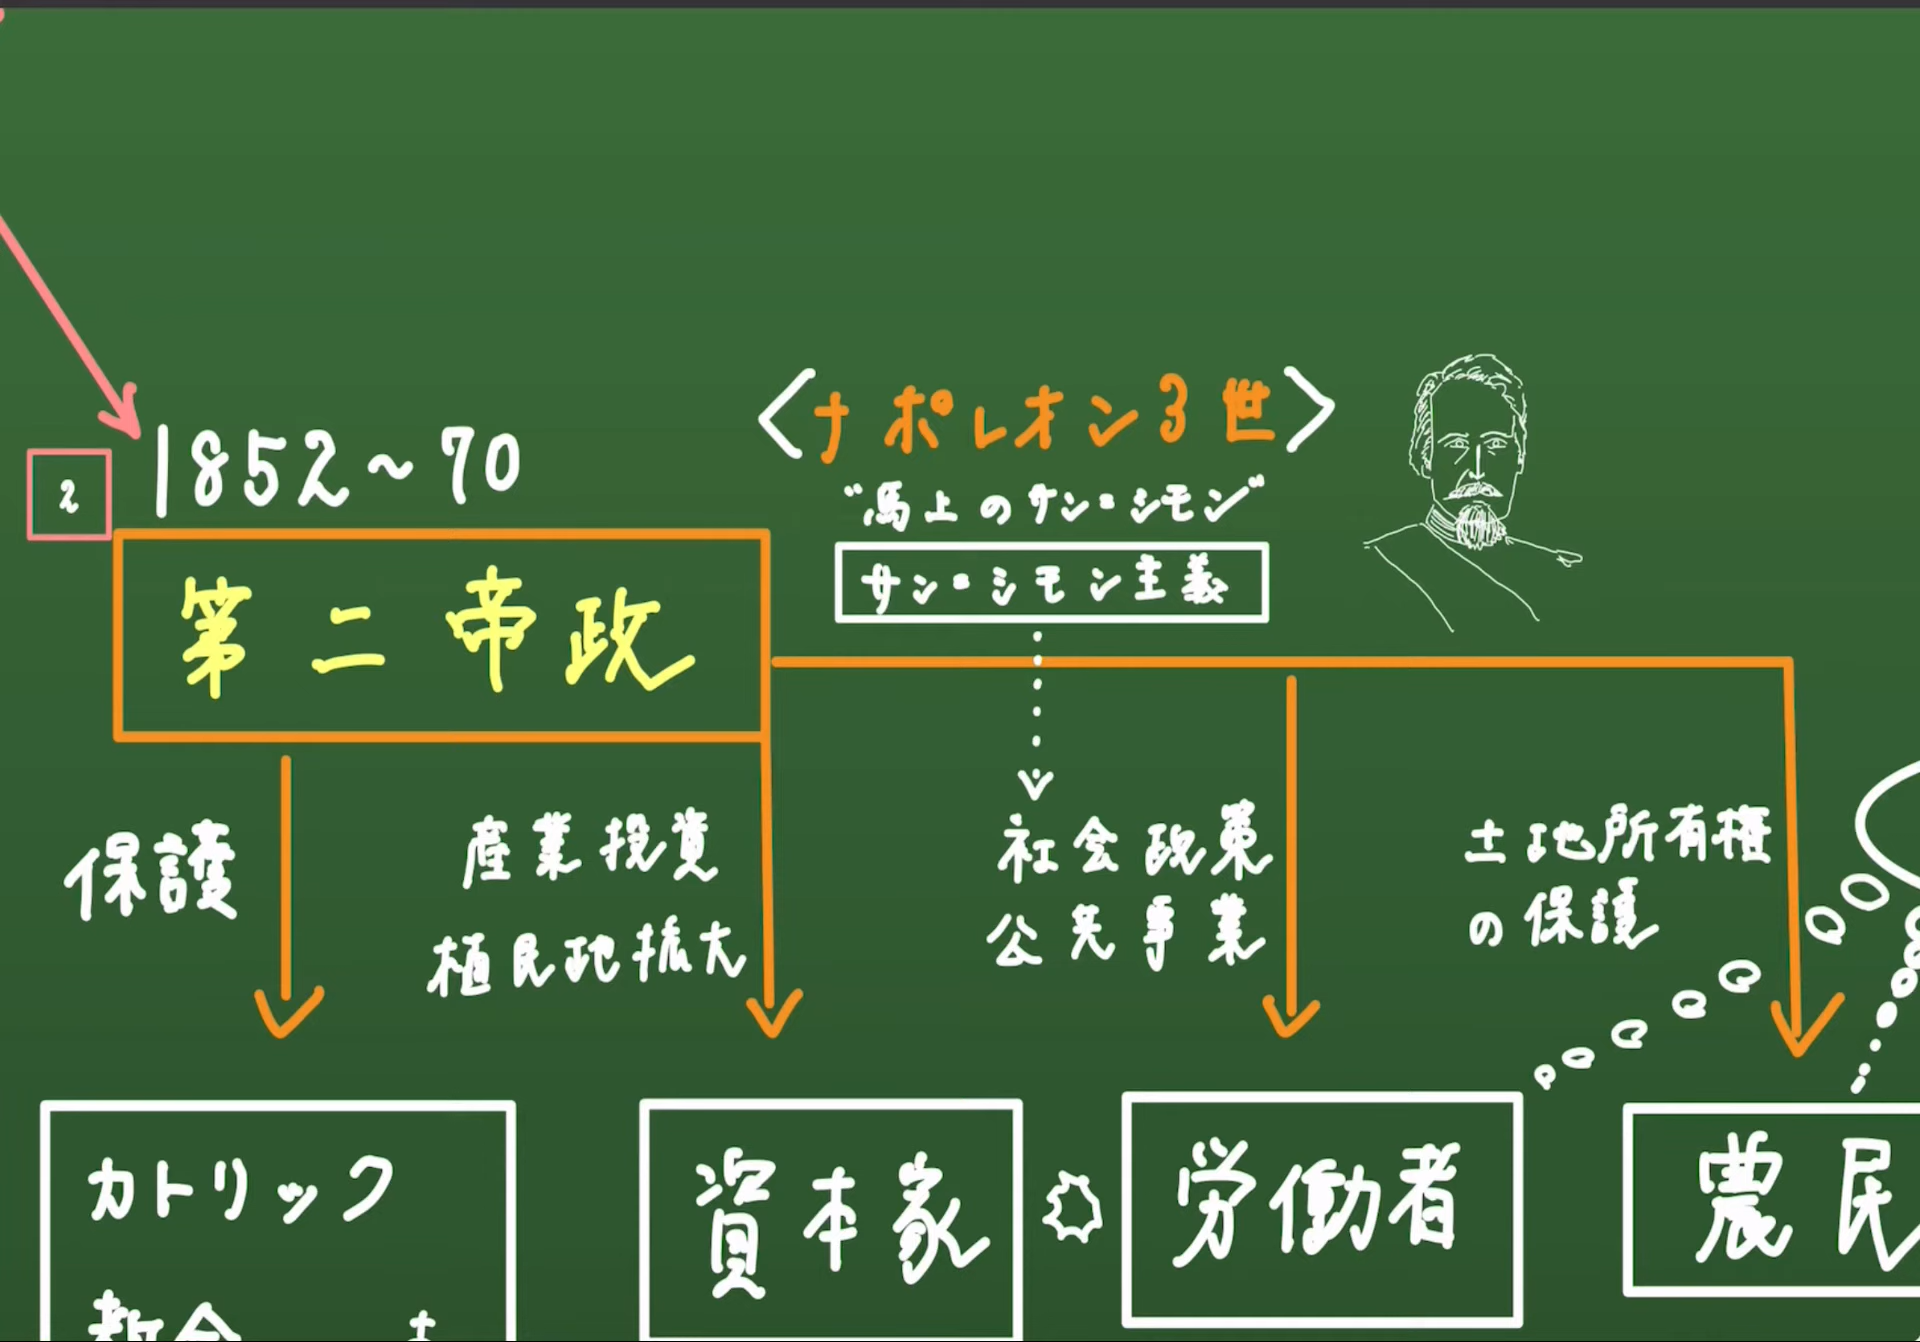 1852~70
2
〈ナポレオン3世〉
"馬上のサン=シモン"
サン=シモン主義
第二帝政
保護
産業投資
植民地拡大
社会政策
公共事業
土地所有権
の保護
カトリック
教会
資本家
労働者
農民